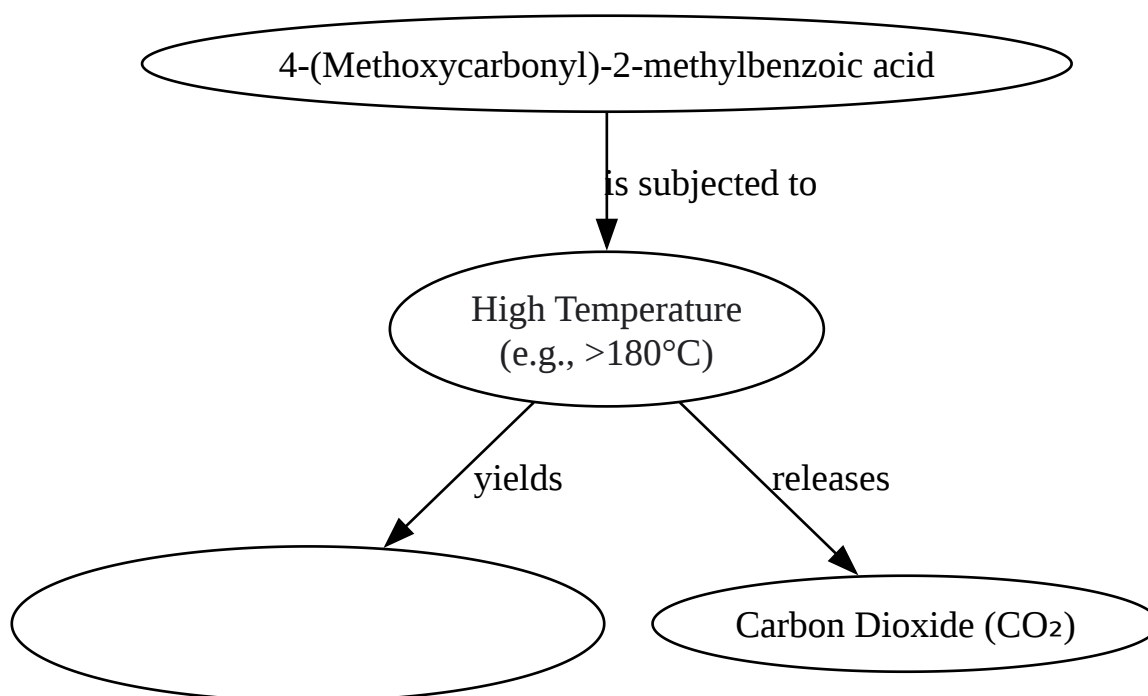 4-(Methoxycarbonyl)-2-methylbenzoic acid
is subjected to
High Temperature
(e.g., >180°C)
yields
releases
Carbon Dioxide (CO₂)